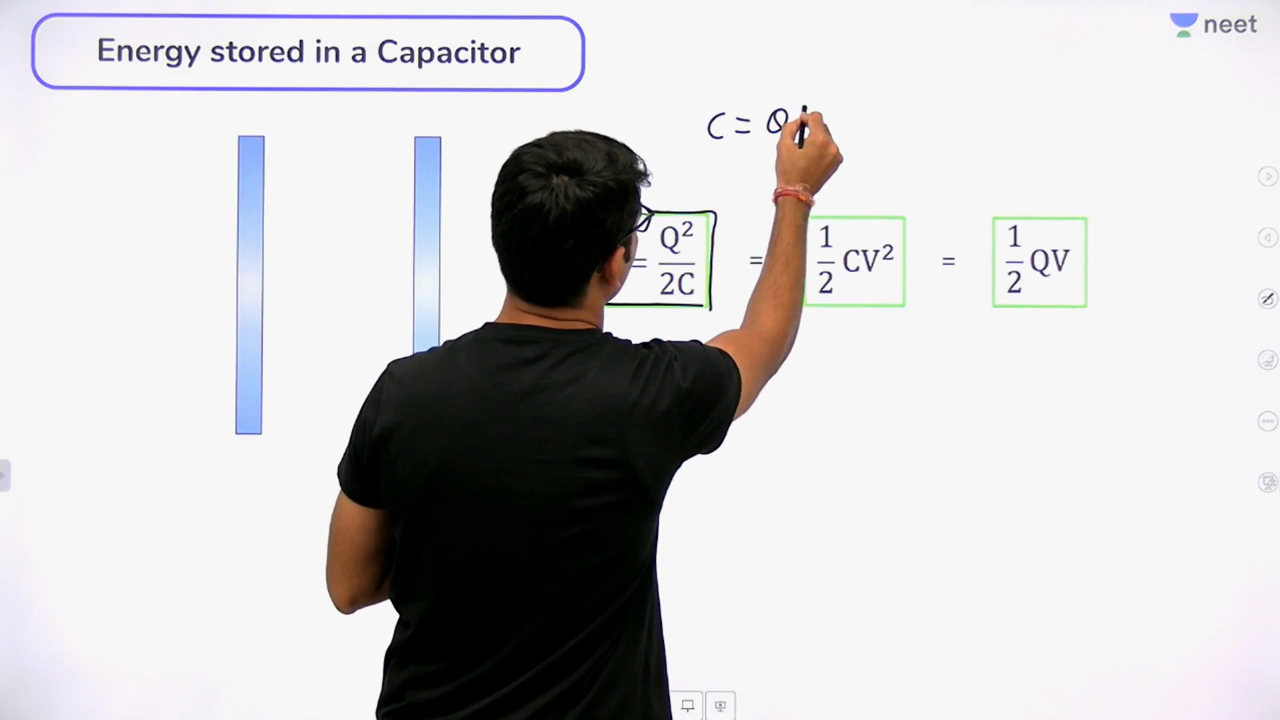 Energy stored in a Capacitor
neet
C = Q
= Q²/2C = 1/2 CV² = 1/2 QV